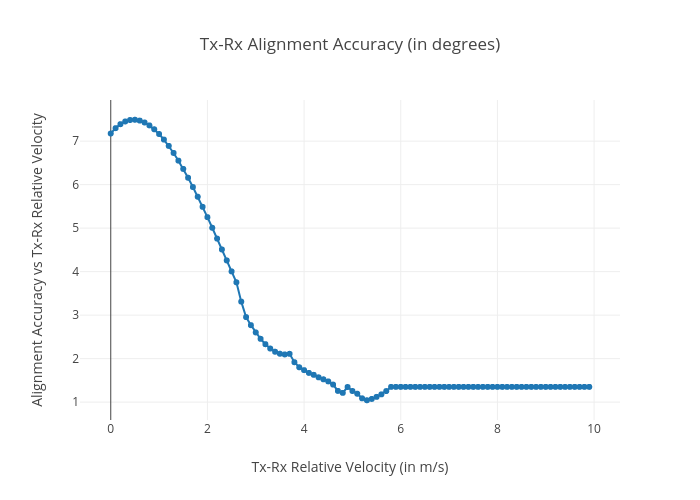 Tx-Rx Alignment Accuracy (in degrees)
Alignment Accuracy vs Tx-Rx Relative Velocity
7
6
5
4
3
2
1
0 2 4 6 8 10
Tx-Rx Relative Velocity (in m/s)